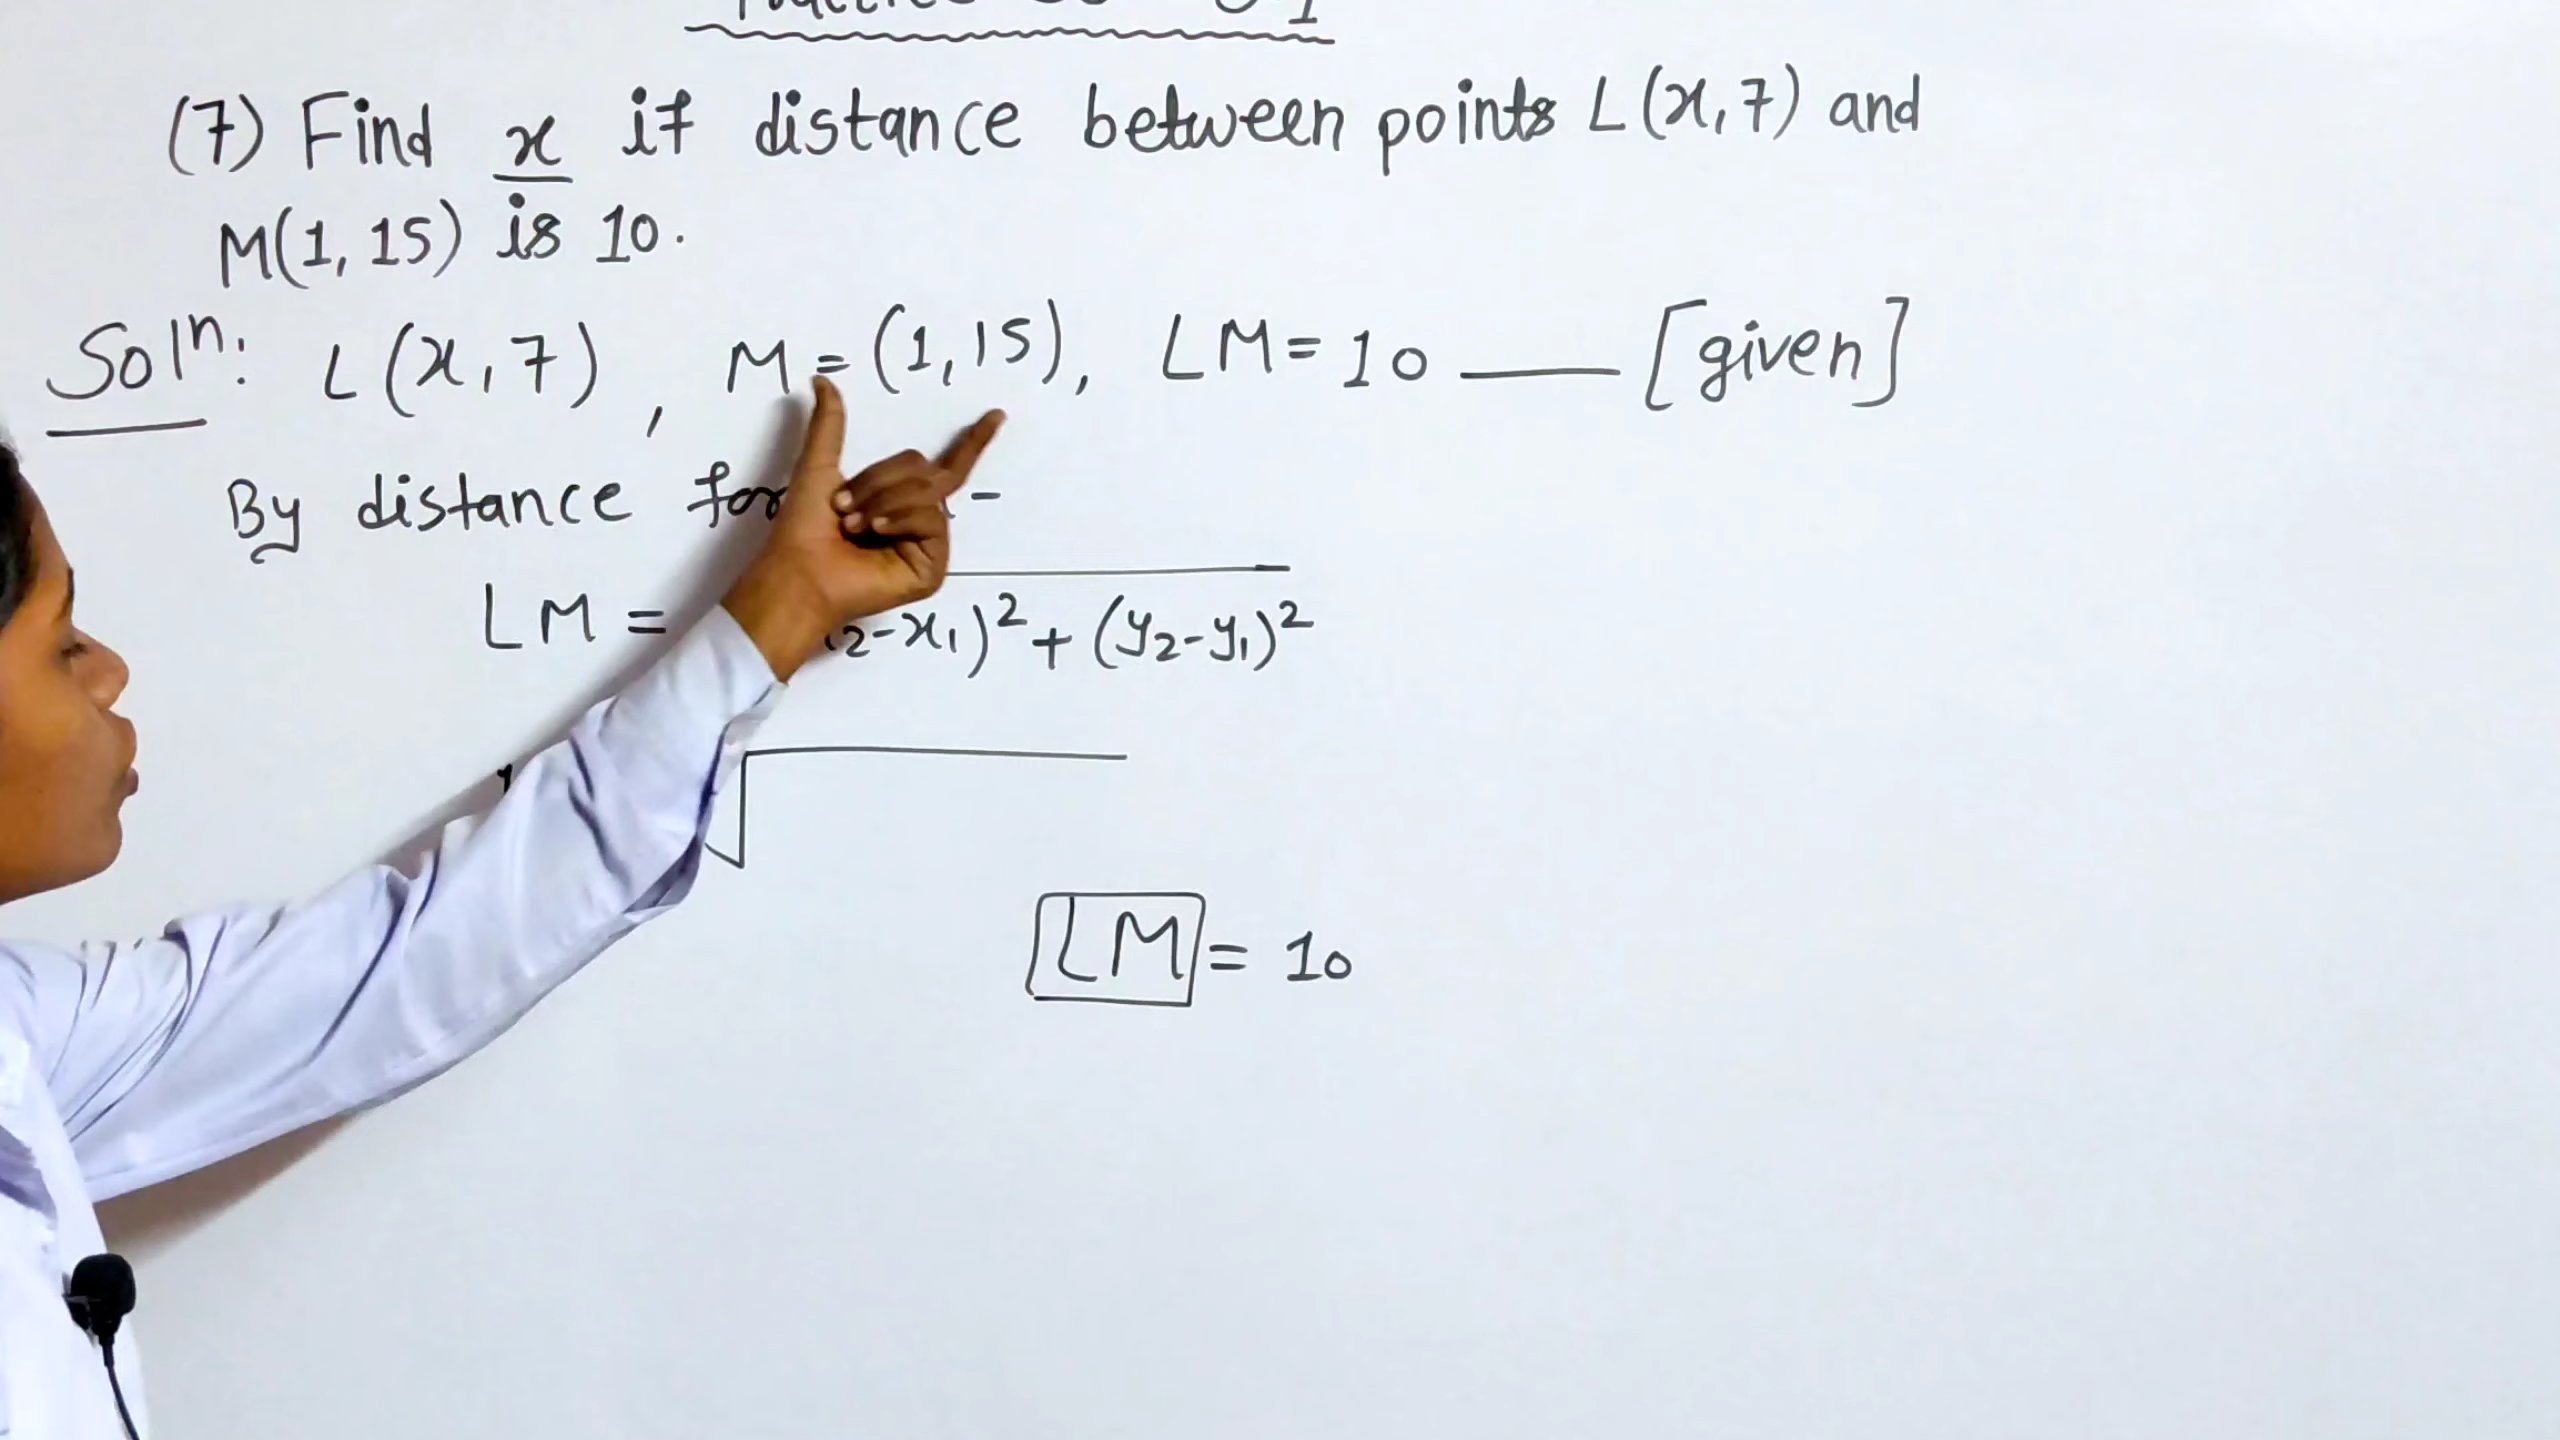 (7) Find x if distance between points L(x,7) and
M(1,15) is 10.
Solⁿ: L(x,7), M=(1,15), LM=10 —— [given]
By distance -
LM = ₂-x₁)²+(y₂-y₁)²
√
LM = 10